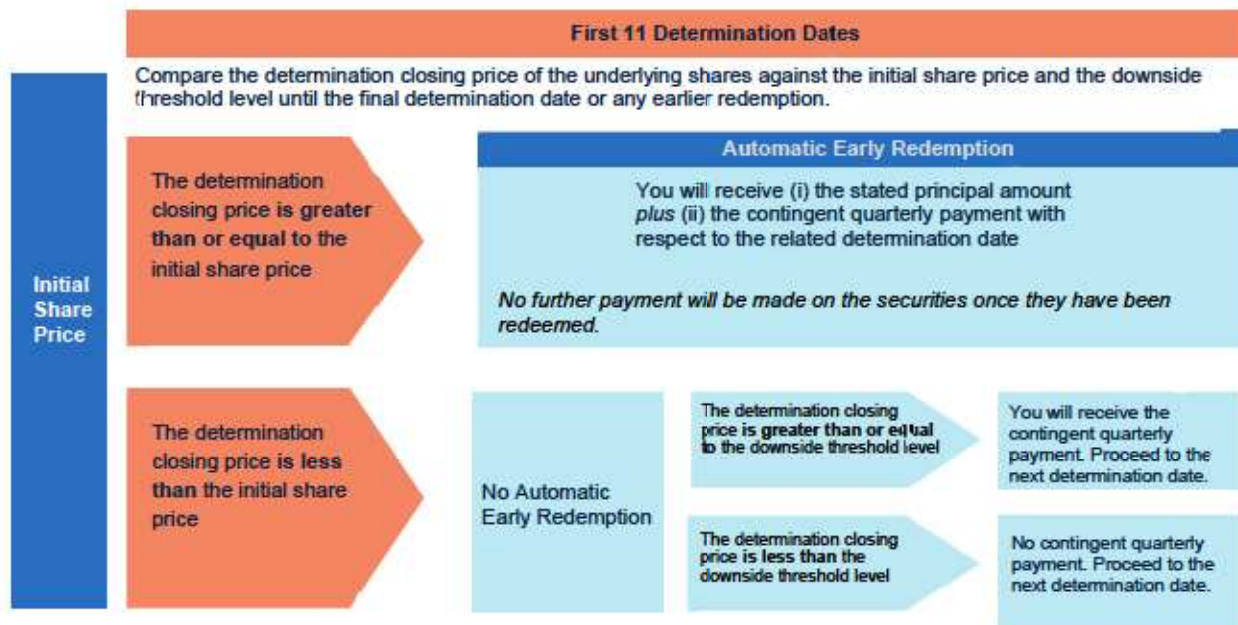 First 11 Determination Dates
Compare the determination closing price of the underlying shares against the initial share price and the downside
threshold level until the final determination date or any earlier redemption.
Initial
Share
Price
The determination
closing price is greater
than or equal to the
initial share price
Automatic Early Redemption
You will receive (i) the stated principal amount
plus (ii) the contingent quarterly payment with
respect to the related determination date
No further payment will be made on the securities once they have been
redeemed.
The determination
closing price is less
than the initial share
price
No Automatic
Early Redemption
The determination closing
price is greater than or equal
to the downside threshold level
You will receive the
contingent quarterly
payment. Proceed to the
next determination date.
The determination closing
price is less than the
downside threshold level
No contingent quarterly
payment. Proceed to the
next determination date.